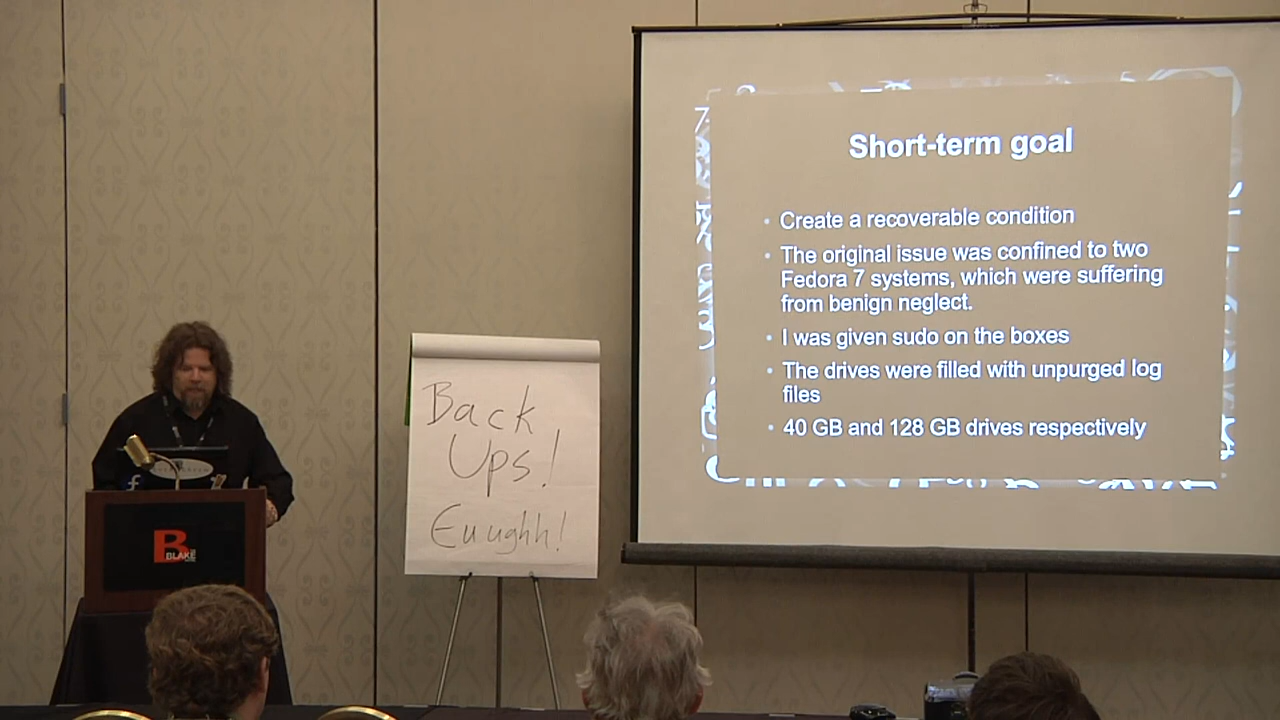 Short-term goal
• Create a recoverable condition
• The original issue was confined to two
Fedora 7 systems, which were suffering
from benign neglect.
• I was given sudo on the boxes
• The drives were filled with unpurged log
files
• 40 GB and 128 GB drives respectively
Back
Ups!
Euughh!
f
B
BLAKE